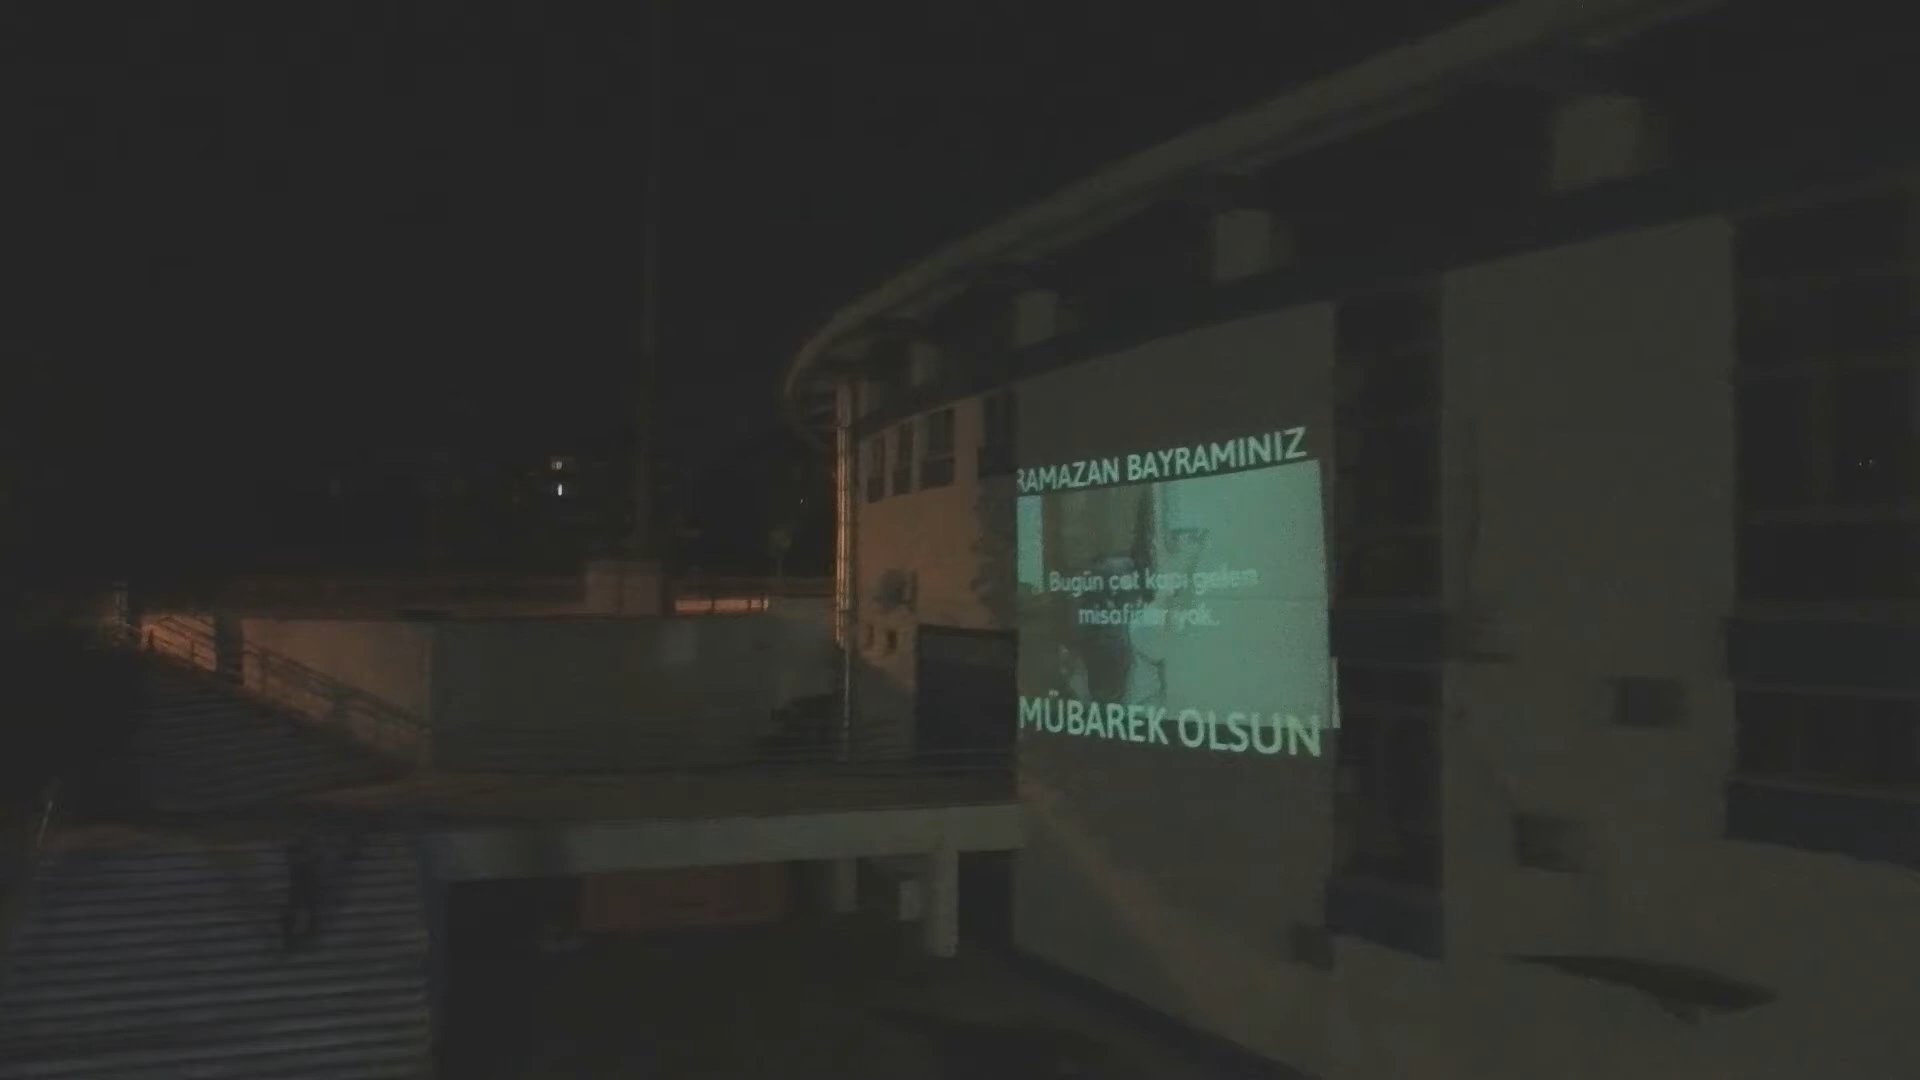 RAMAZAN BAYRAMINIZ
Bugün çat kapı gelen
misafirler yok.
MÜBAREK OLSUN